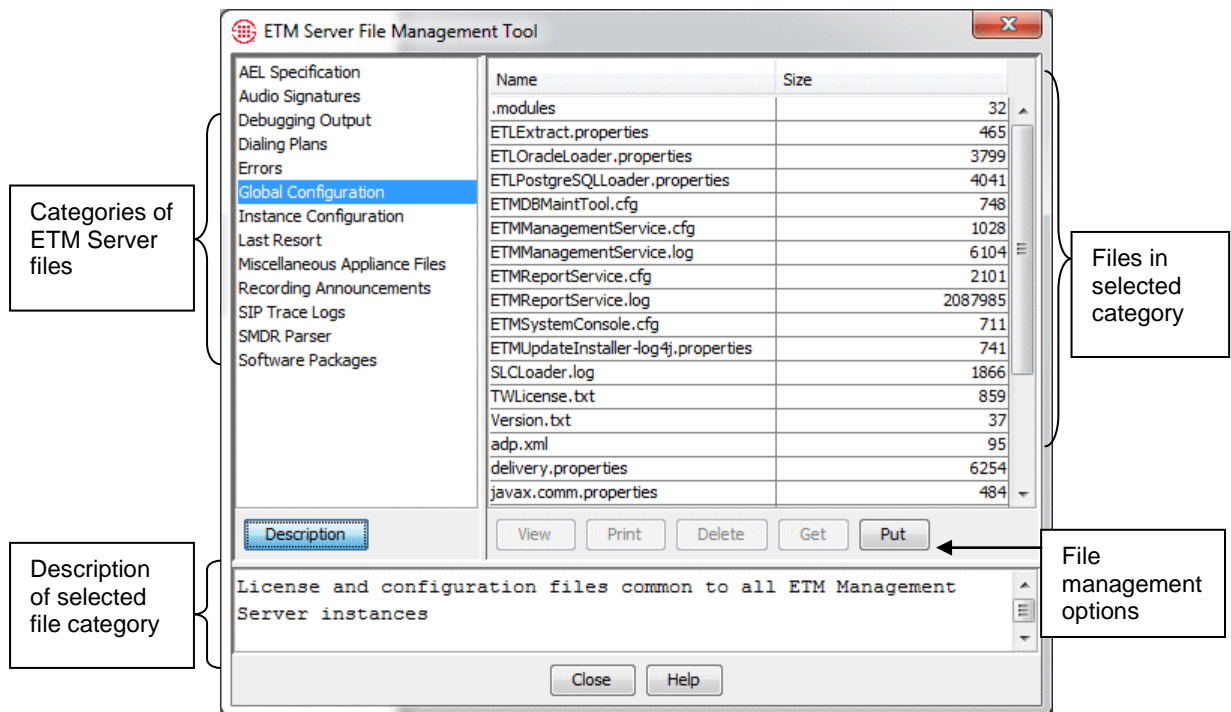 ETM Server File Management Tool
AEL Specification
Audio Signatures
Debugging Output
Dialing Plans
Errors
Global Configuration
Instance Configuration
Last Resort
Miscellaneous Appliance Files
Recording Announcements
SIP Trace Logs
SMDR Parser
Software Packages
Name Size
.modules 32
ETLExtract.properties 465
ETLOracleLoader.properties 3799
ETLPostgreSQLLoader.properties 4041
ETMDBMaintTool.cfg 748
ETMManagementService.cfg 1028
ETMManagementService.log 6104
ETMReportService.cfg 2101
ETMReportService.log 2087985
ETMSystemConsole.cfg 711
ETMUpdateInstaller-log4j.properties 741
SLCLoader.log 1866
TWLicense.txt 859
Version.txt 37
adp.xml 95
delivery.properties 6254
javax.comm.properties 484
Description
View Print Delete Get Put
License and configuration files common to all ETM Management
Server instances
Close Help
Categories of
ETM Server
files
Description
of selected
file category
Files in
selected
category
File
management
options